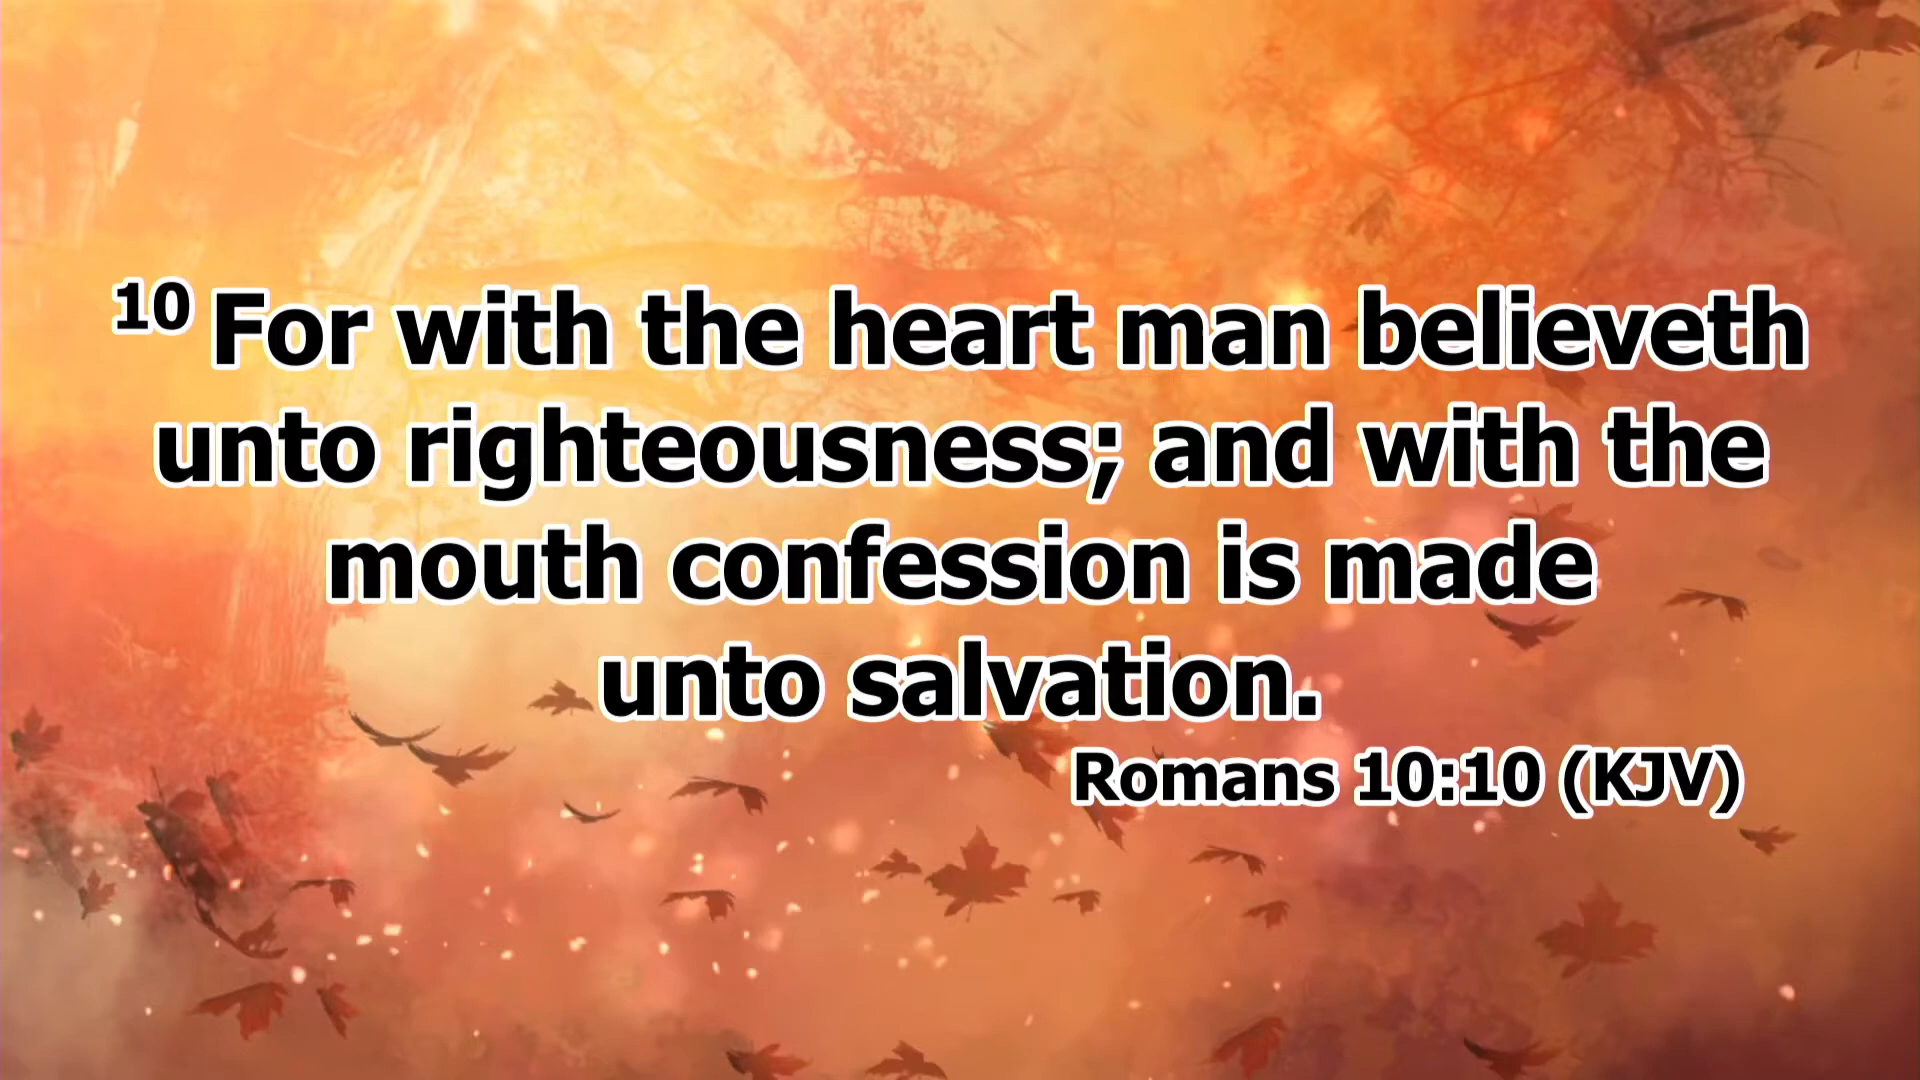 10 For with the heart man believeth
unto righteousness; and with the
mouth confession is made
unto salvation.
Romans 10:10 (KJV)